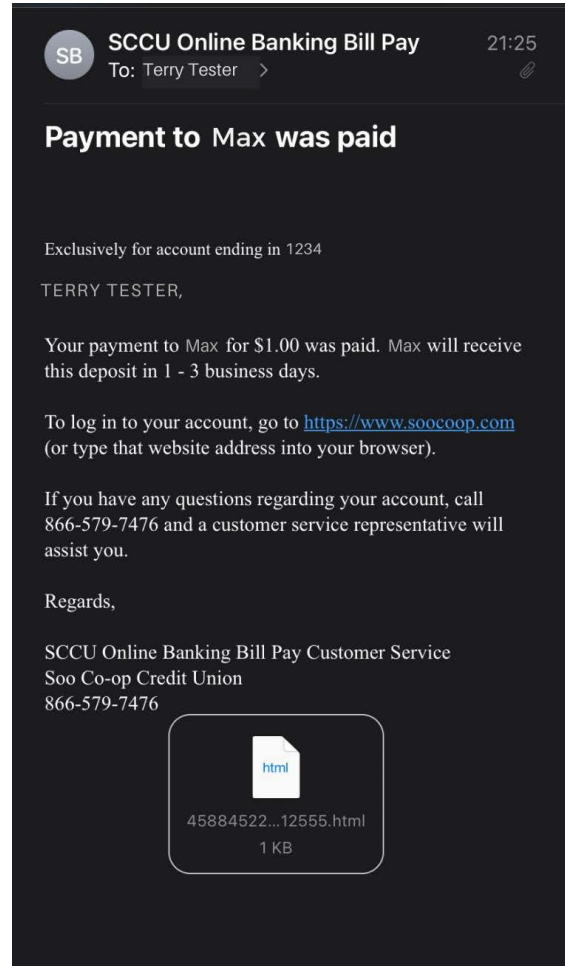 SB
SCCU Online Banking Bill Pay 21:25
To: Terry Tester >
Payment to Max was paid
Exclusively for account ending in 1234
TERRY TESTER,
Your payment to Max for $1.00 was paid. Max will receive
this deposit in 1 - 3 business days.
To log in to your account, go to https://www.soocoop.com
(or type that website address into your browser).
If you have any questions regarding your account, call
866-579-7476 and a customer service representative will
assist you.
Regards,
SCCU Online Banking Bill Pay Customer Service
Soo Co-op Credit Union
866-579-7476
html
45884522...12555.html
1 KB